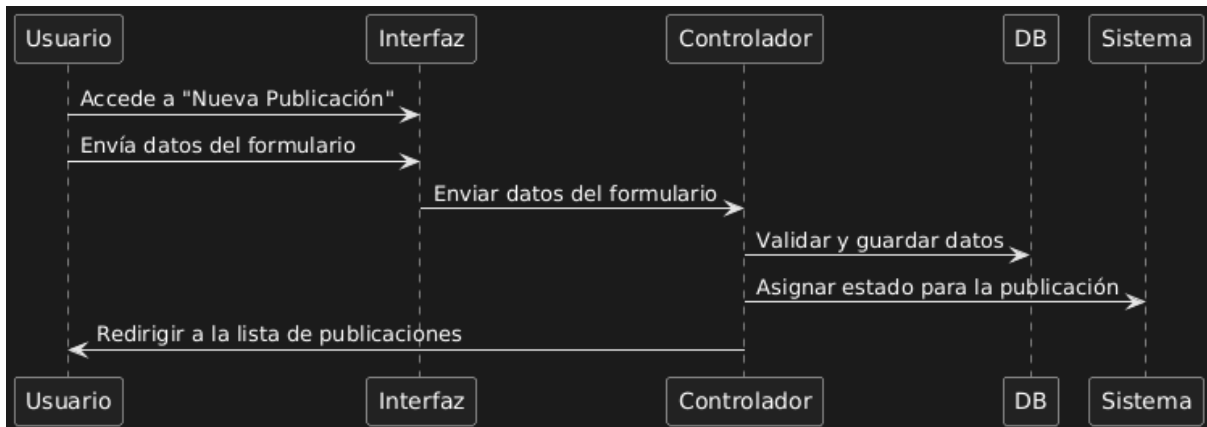 Usuario Interfaz Controlador DB Sistema
Accede a "Nueva Publicación"
Envía datos del formulario
Enviar datos del formulario
Validar y guardar datos
Asignar estado para la publicación
Redirigir a la lista de publicaciones
Usuario Interfaz Controlador DB Sistema